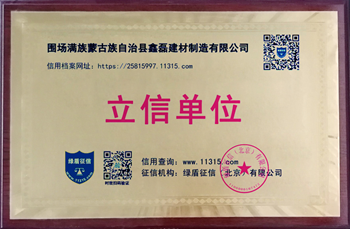 围场满族蒙古族自治县鑫磊建材制造有限公司
信用档案网址：https://25815997.11315.com
立信单位
绿盾征信
信用查询：www.11315.com
征信机构：绿盾征信（北京）有限公司